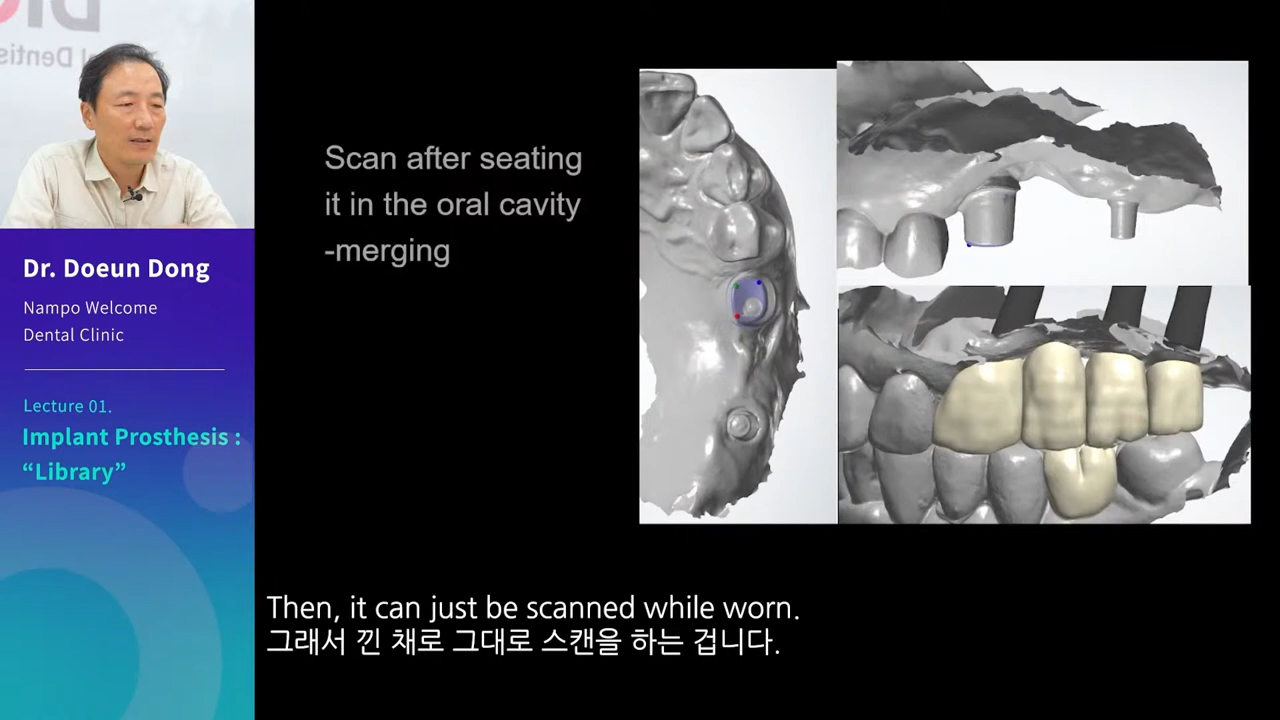 Dr. Doeun Dong
Nampo Welcome
Dental Clinic
Lecture 01.
Implant Prosthesis :
“Library”
Scan after seating
it in the oral cavity
-merging
Then, it can just be scanned while worn.
그래서 낀 채로 그대로 스캔을 하는 겁니다.